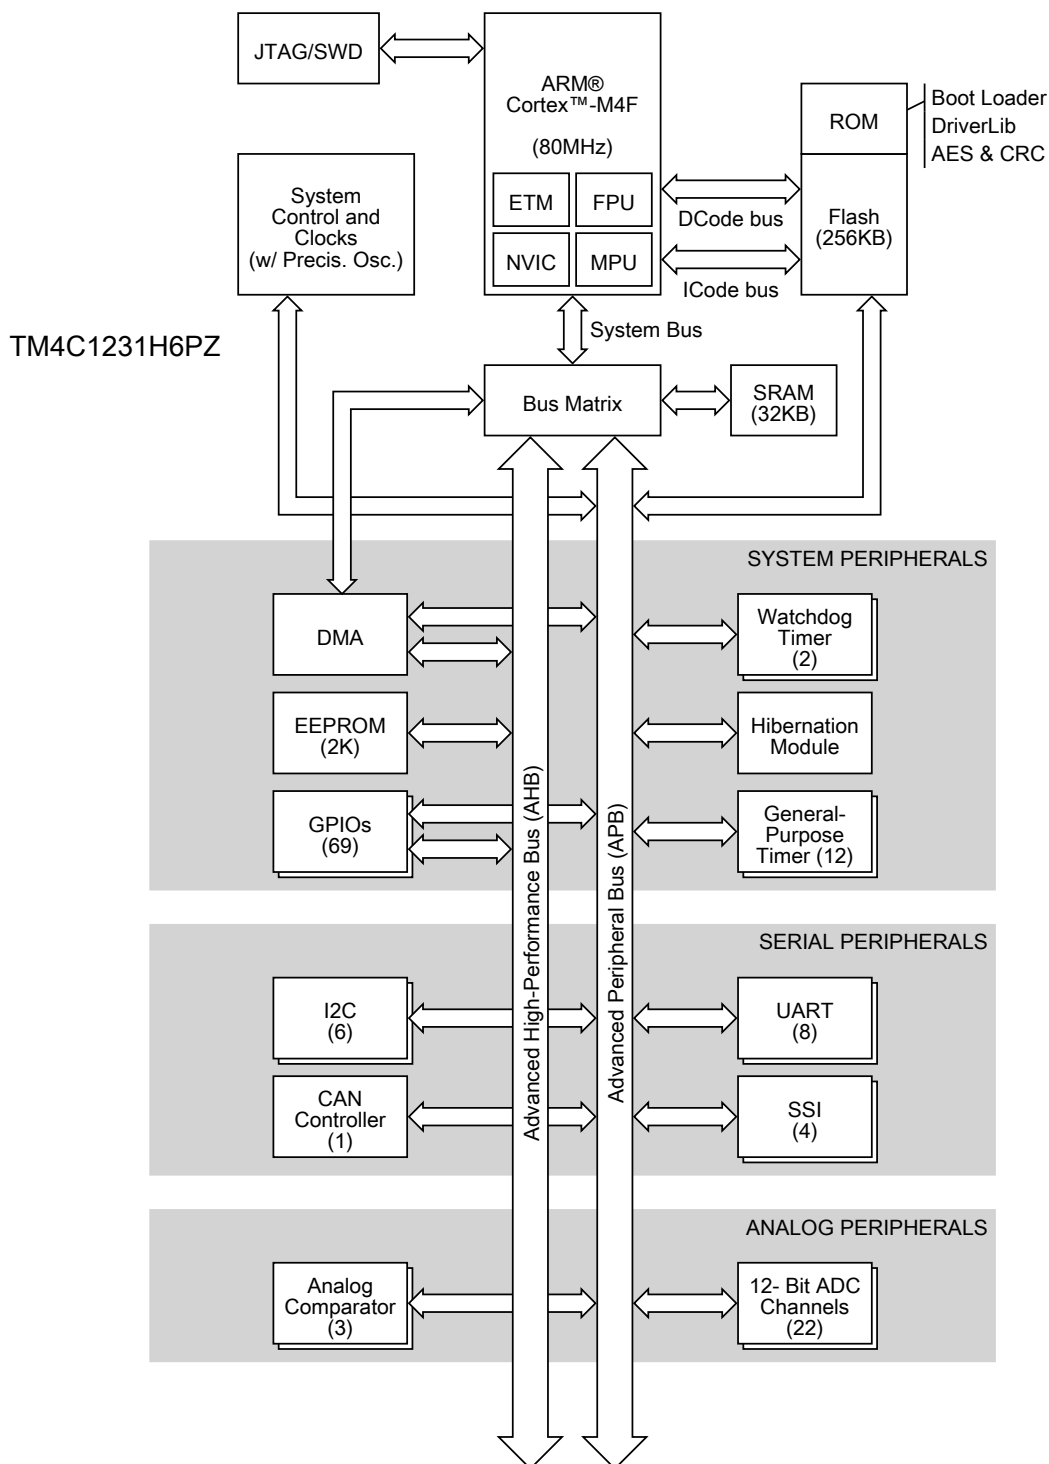 JTAG/SWD
ARM®
Cortex™-M4F
(80MHz)
ETM
FPU
NVIC
MPU
ROM
Boot Loader
DriverLib
AES & CRC
Flash
(256KB)
DCode bus
ICode bus
System
Control and
Clocks
(w/ Precis. Osc.)
TM4C1231H6PZ
System Bus
Bus Matrix
SRAM
(32KB)
SYSTEM PERIPHERALS
DMA
Watchdog
Timer
(2)
EEPROM
(2K)
Hibernation
Module
GPIOs
(69)
General-
Purpose
Timer (12)
Advanced High-Performance Bus (AHB)
Advanced Peripheral Bus (APB)
SERIAL PERIPHERALS
I2C
(6)
UART
(8)
CAN
Controller
(1)
SSI
(4)
ANALOG PERIPHERALS
Analog
Comparator
(3)
12- Bit ADC
Channels
(22)